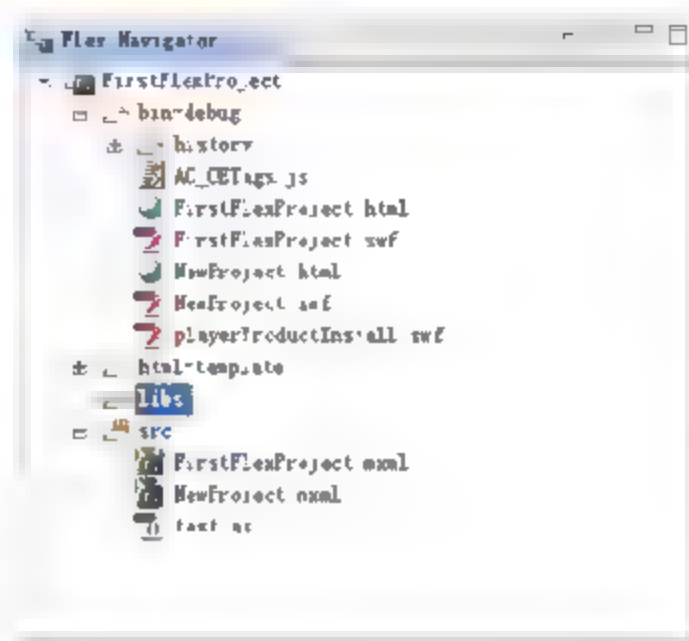 Flex Navigator
FirstFlexProject
bin-debug
history
AC_OETags.js
FirstFlexProject.html
FirstFlexProject.swf
NewProject.html
NewProject.swf
playerProductInstall.swf
html-template
libs
src
FirstFlexProject.mxml
NewProject.mxml